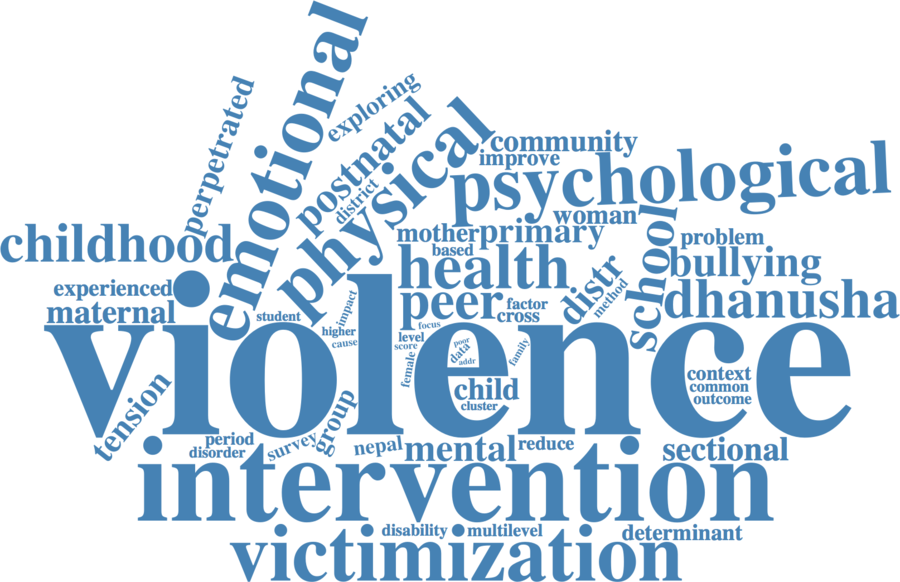 emotional
perpetrated
exploring
postnatal
district
physical
community
improve
psychological
woman
childhood
mother
primary
based
health
school
problem
bullying
experienced
maternal
peer
factor
cross
distr
method
dhanusha
violence
student
impact
higher
cause
focus
level
score
female
poor
data
addr
family
child
cluster
context
common
outcome
tension
period
disorder
survey
group
nepal
mental
reduce
sectional
intervention
disability
multilevel
determinant
victimization